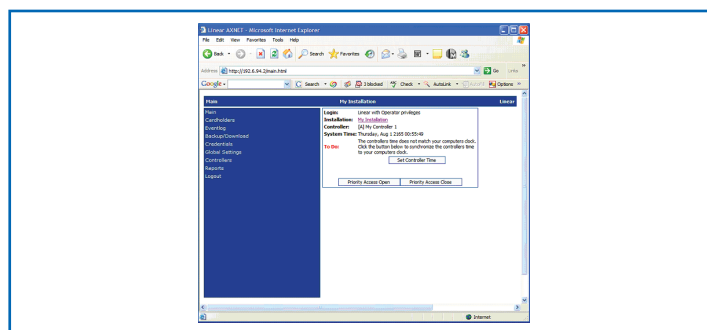 Linear AXNET - Microsoft Internet Explorer
File Edit View Favorites Tools Help
Back Search Favorites
Address http://192.6.94.2/main.html Go Links
Google Search 2 blocked Check AutoLink Options
Main My Installation Linear
Main
Cardholders
Eventlog
Backup/Download
Credentials
Global Settings
Controllers
Reports
Logout
Login: Linear with Operator privileges
Installation: My Installation
Controller: [A] My Controller 1
System Time: Thursday, Aug 1 2165 00:55:49
To Do: The controllers time does not match your computers clock.
Click the button below to synchronize the controllers time
to your computers clock.
Set Controller Time
Priority Access Open Priority Access Close
Internet